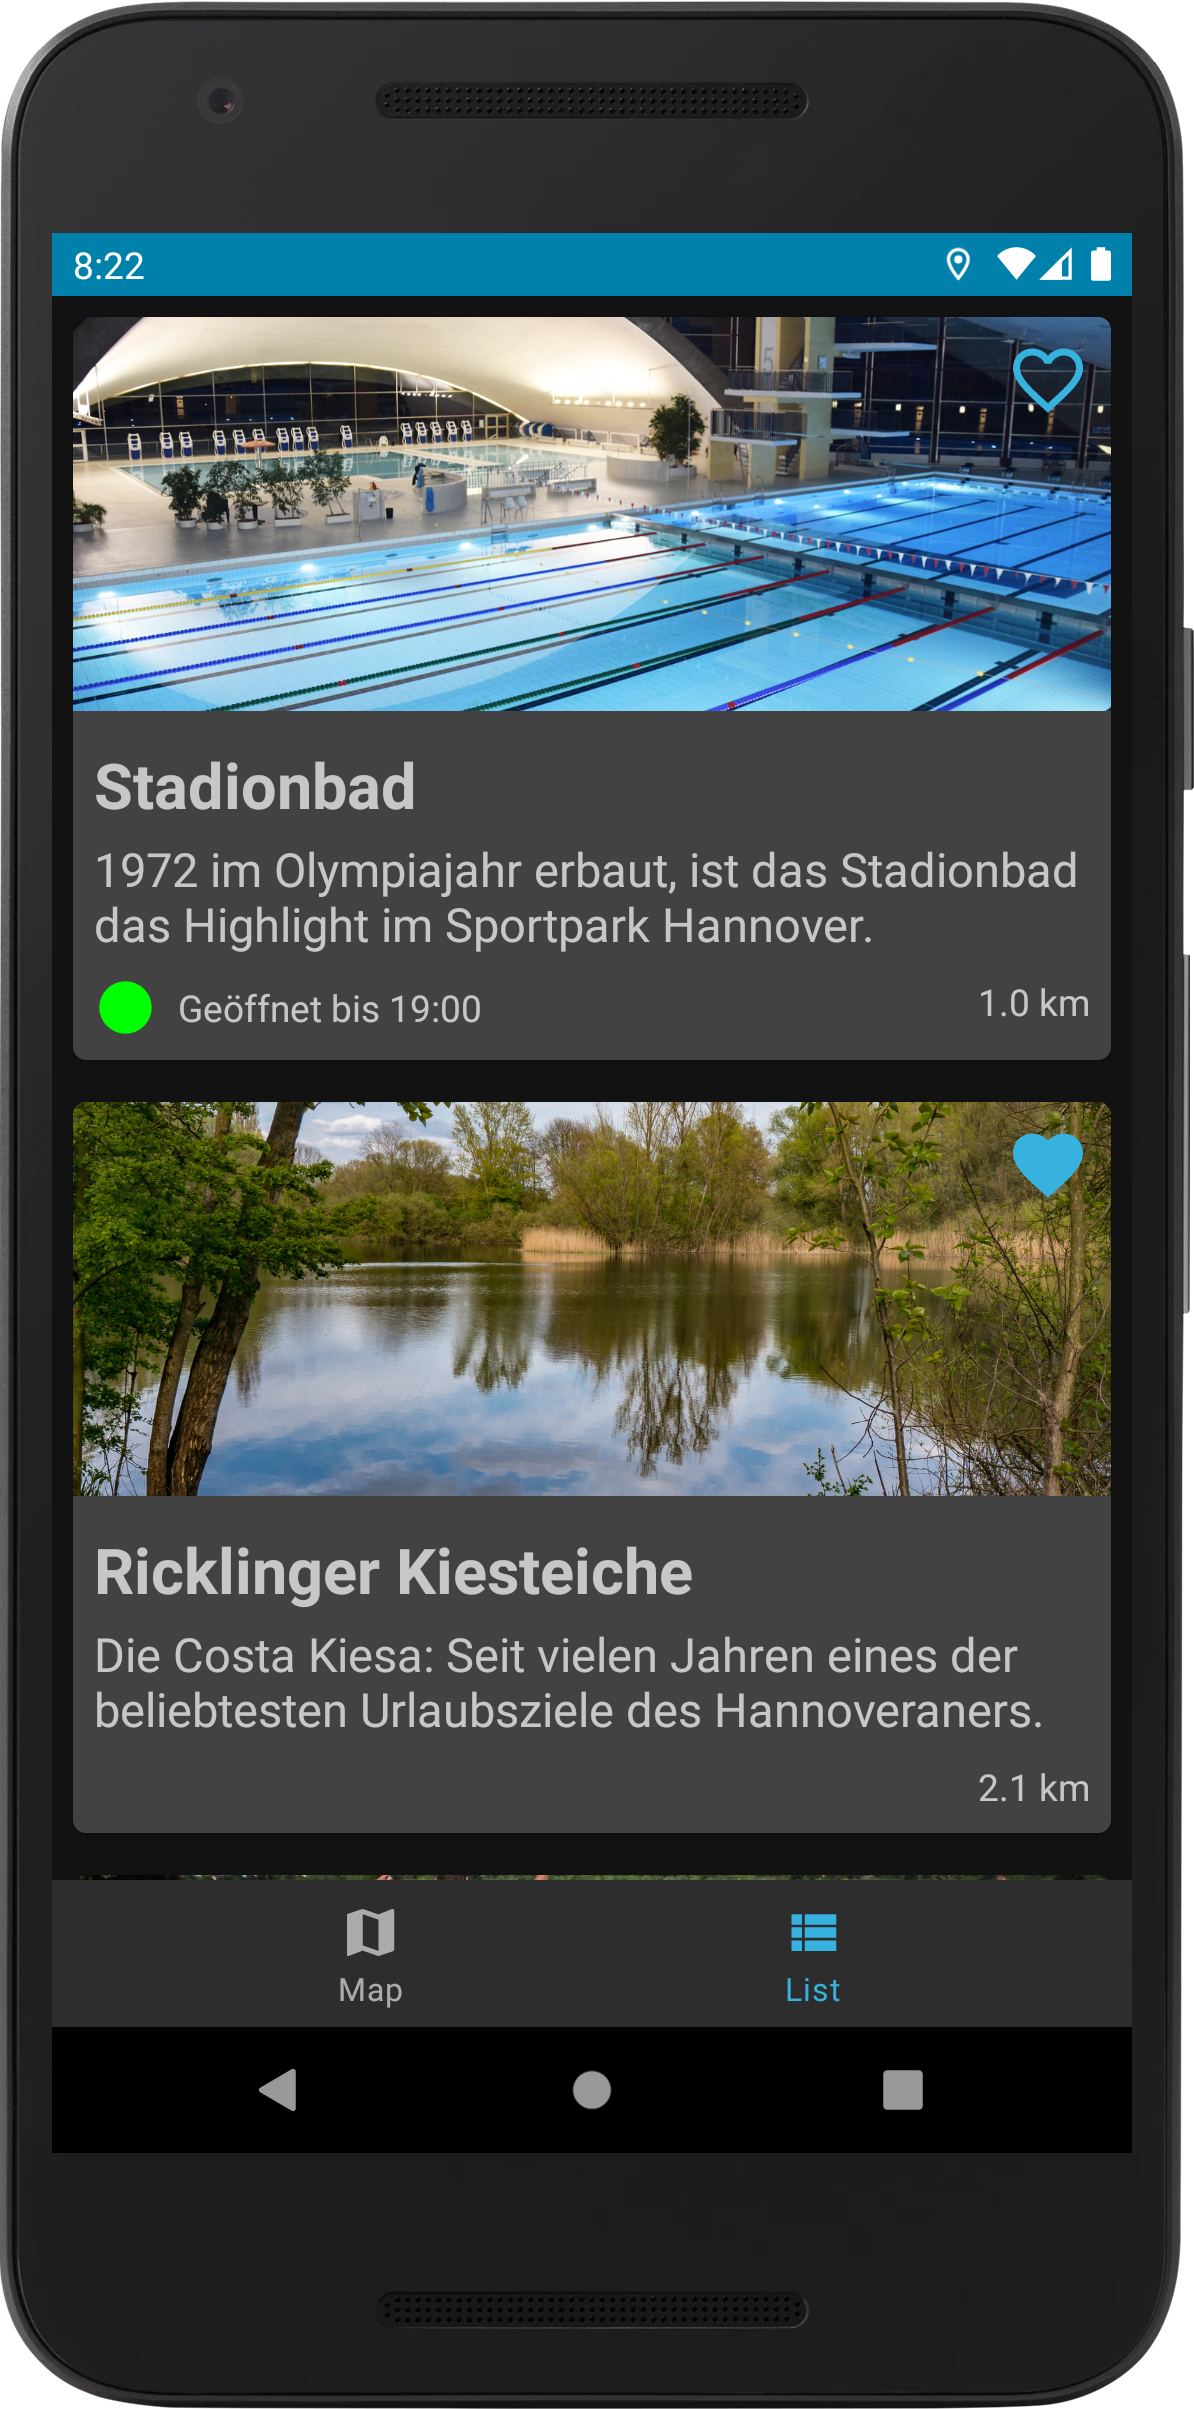 8:22
Stadionbad
1972 im Olympiajahr erbaut, ist das Stadionbad
das Highlight im Sportpark Hannover.
Geöffnet bis 19:00
1.0 km
Ricklinger Kiesteiche
Die Costa Kiesa: Seit vielen Jahren eines der
beliebtesten Urlaubsziele des Hannoveraners.
2.1 km
Map
List